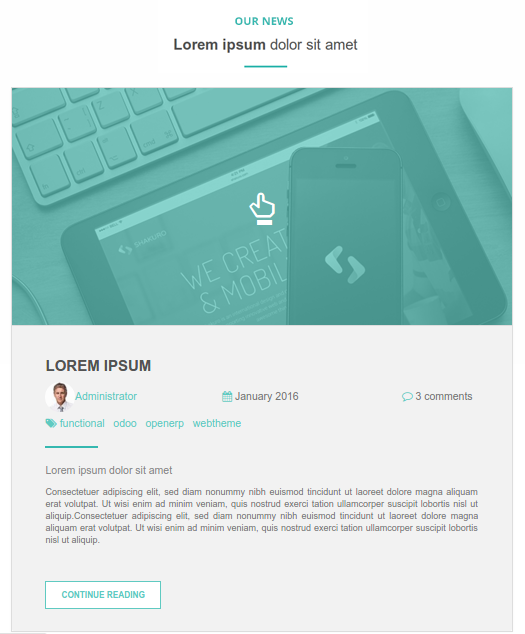 OUR NEWS
Lorem ipsum dolor sit amet
SHAKURO
WE CREAT
& MOBIL
LOREM IPSUM
Administrator January 2016 3 comments
functional odoo openerp webtheme
Lorem ipsum dolor sit amet
Consectetuer adipiscing elit, sed diam nonummy nibh euismod tincidunt ut laoreet dolore magna aliquam
erat volutpat. Ut wisi enim ad minim veniam, quis nostrud exerci tation ullamcorper suscipit lobortis nisl ut
aliquip.Consectetuer adipiscing elit, sed diam nonummy nibh euismod tincidunt ut laoreet dolore magna
aliquam erat volutpat. Ut wisi enim ad minim veniam, quis nostrud exerci tation ullamcorper suscipit lobortis
nisl ut aliquip.
CONTINUE READING